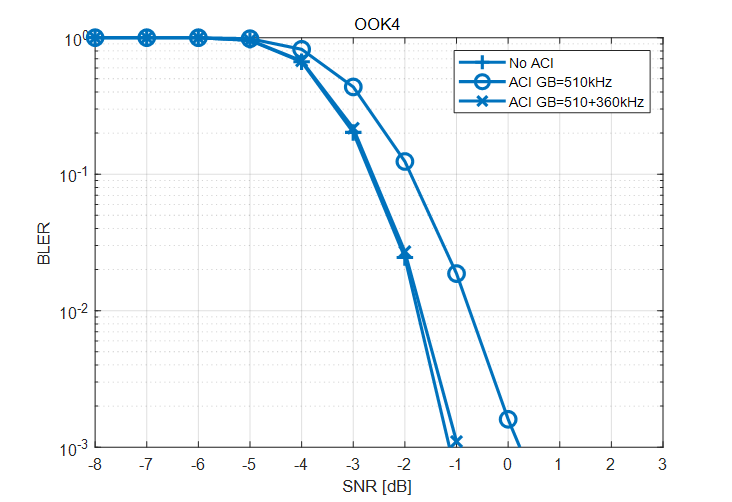 OOK4
10^0
10^-1
10^-2
10^-3
BLER
No ACI
ACI GB=510kHz
ACI GB=510+360kHz
-8 -7 -6 -5 -4 -3 -2 -1 0 1 2 3
SNR [dB]